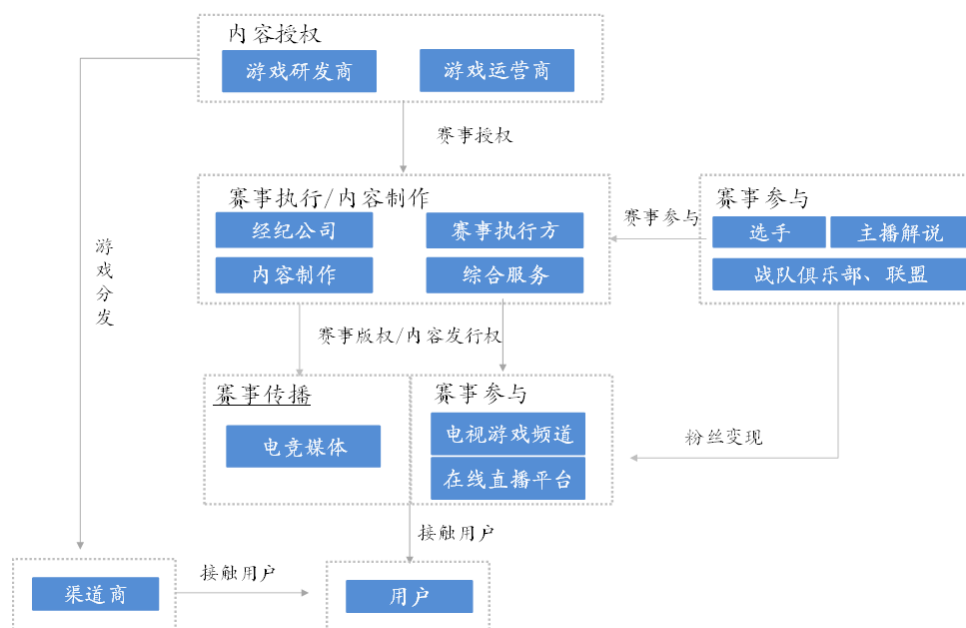 内容授权
游戏研发商
游戏运营商
赛事授权
赛事执行/内容制作
经纪公司
赛事执行方
内容制作
综合服务
赛事参与
赛事参与
选手
主播解说
战队俱乐部、联盟
游戏分发
赛事版权/内容发行权
赛事传播
电竞媒体
赛事参与
电视游戏频道
在线直播平台
粉丝变现
接触用户
渠道商
接触用户
用户